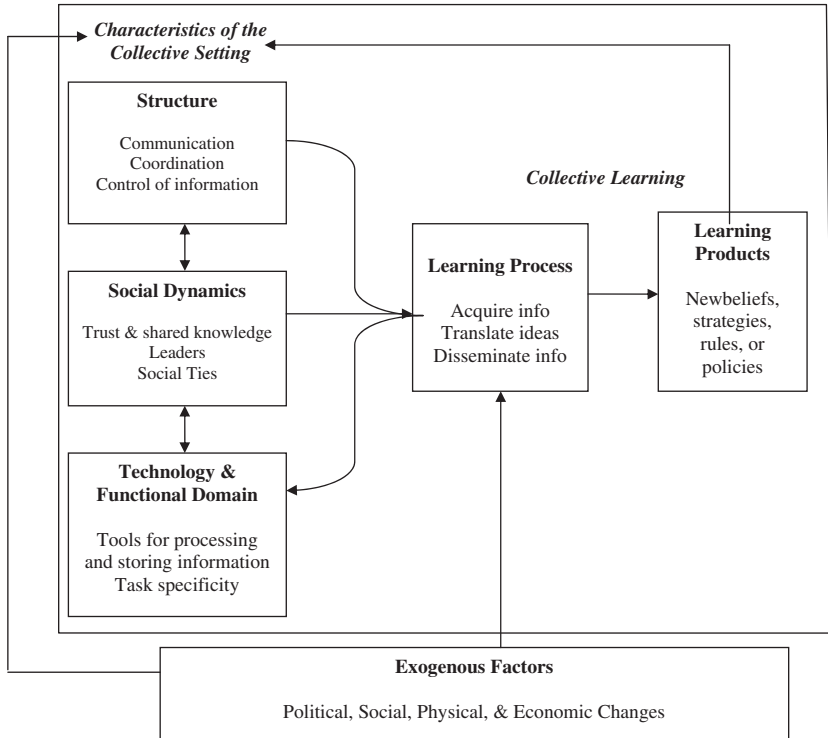 Characteristics of the
Collective Setting
Structure
Communication
Coordination
Control of information
Social Dynamics
Trust & shared knowledge
Leaders
Social Ties
Technology &
Functional Domain
Tools for processing
and storing information
Task specificity
Collective Learning
Learning Process
Acquire info
Translate ideas
Disseminate info
Learning
Products
Newbeliefs,
strategies,
rules, or
policies
Exogenous Factors
Political, Social, Physical, & Economic Changes